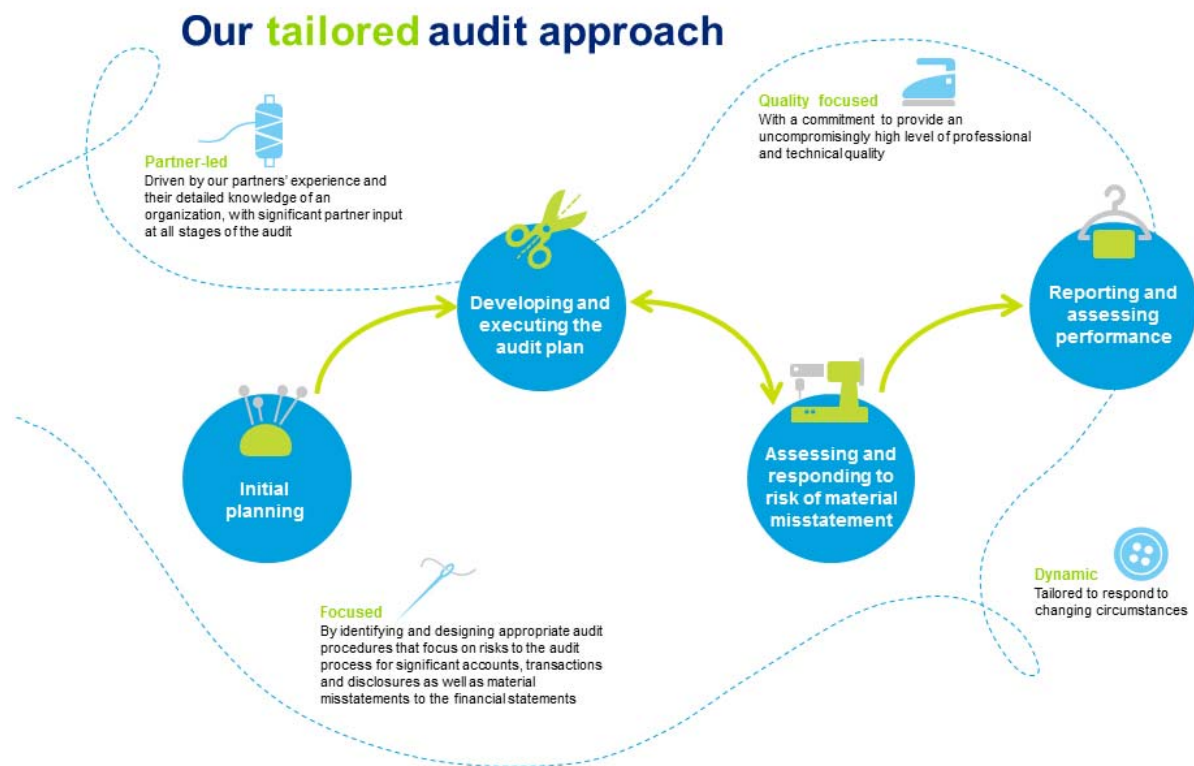 Our tailored audit approach
Partner-led
Driven by our partners' experience and
their detailed knowledge of an
organization, with significant partner input
at all stages of the audit
Quality focused
With a commitment to provide an
uncompromisingly high level of professional
and technical quality
Developing and
executing the
audit plan
Reporting and
assessing
performance
Initial
planning
Assessing and
responding to
risk of material
misstatement
Focused
By identifying and designing appropriate audit
procedures that focus on risks to the audit
process for significant accounts, transactions
and disclosures as well as material
misstatements to the financial statements
Dynamic
Tailored to respond to
changing circumstances